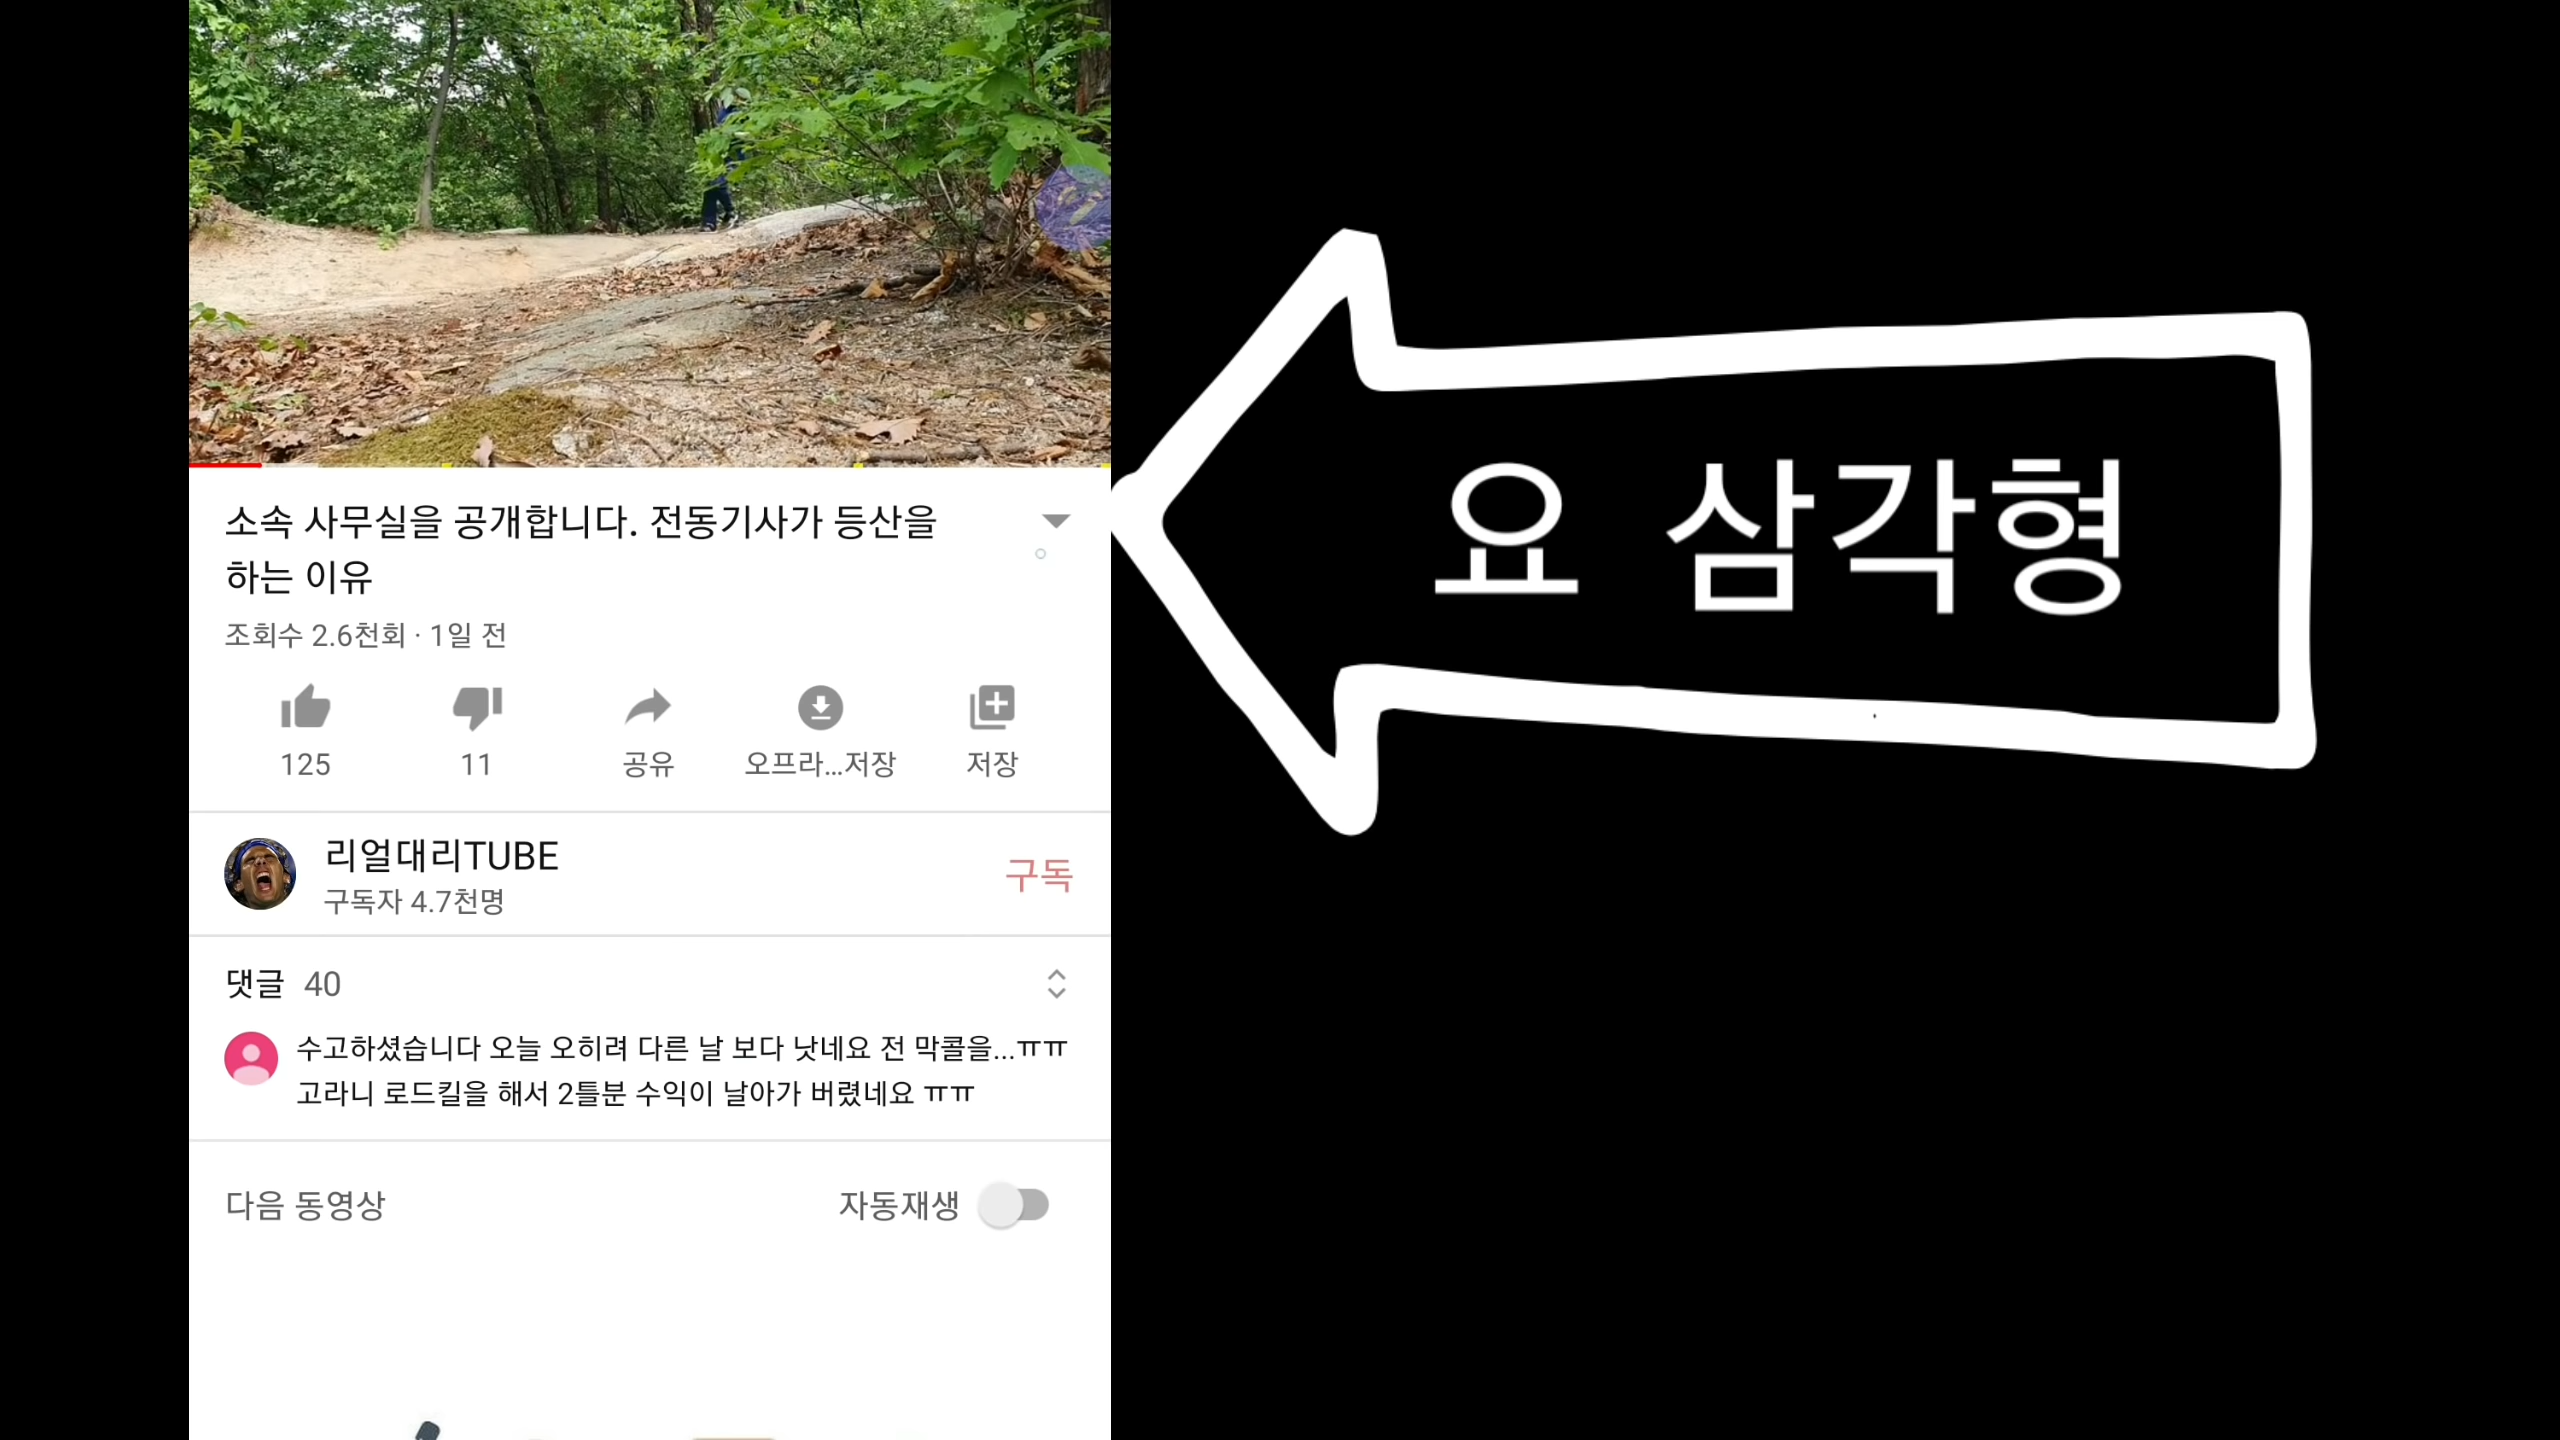 소속 사무실을 공개합니다. 전동기사가 등산을
하는 이유
조회수 2.6천회 · 1일 전
125
11
공유
오프라...저장
저장
리얼대리TUBE
구독자 4.7천명
구독
댓글 40
수고하셨습니다 오늘 오히려 다른 날 보다 낫네요 전 막콜을...ㅠㅠ
고라니 로드킬을 해서 2틀분 수익이 날아가 버렸네요 ㅠㅠ
다음 동영상
자동재생
요 삼각형